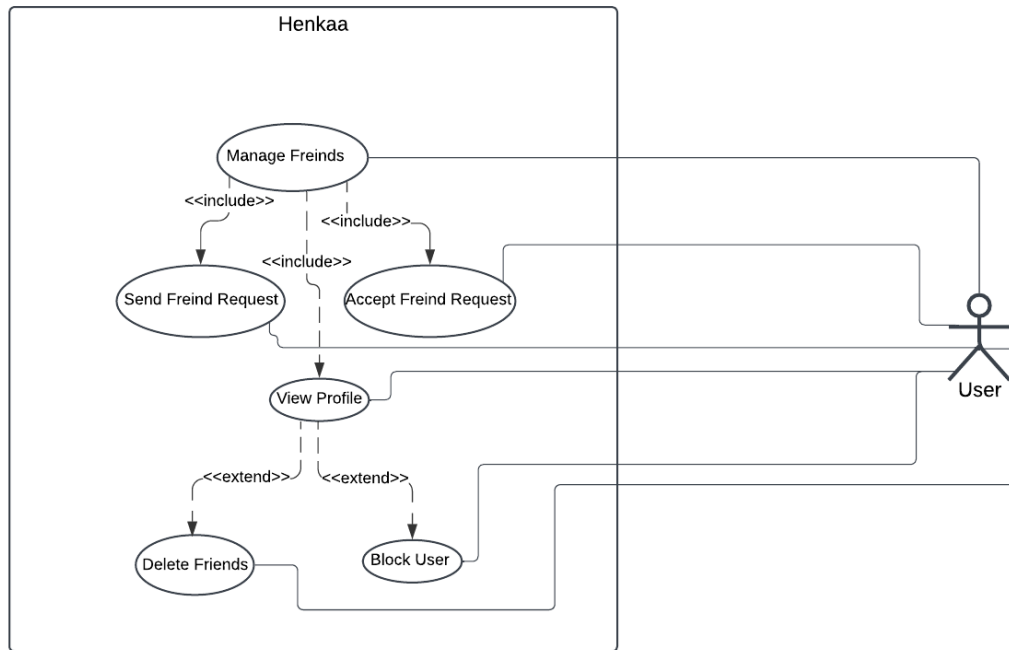 Henkaa
Manage Freinds
<<include>>
<<include>>
<<include>>
Send Freind Request
Accept Freind Request
View Profile
User
<<extend>>
<<extend>>
Delete Friends
Block User